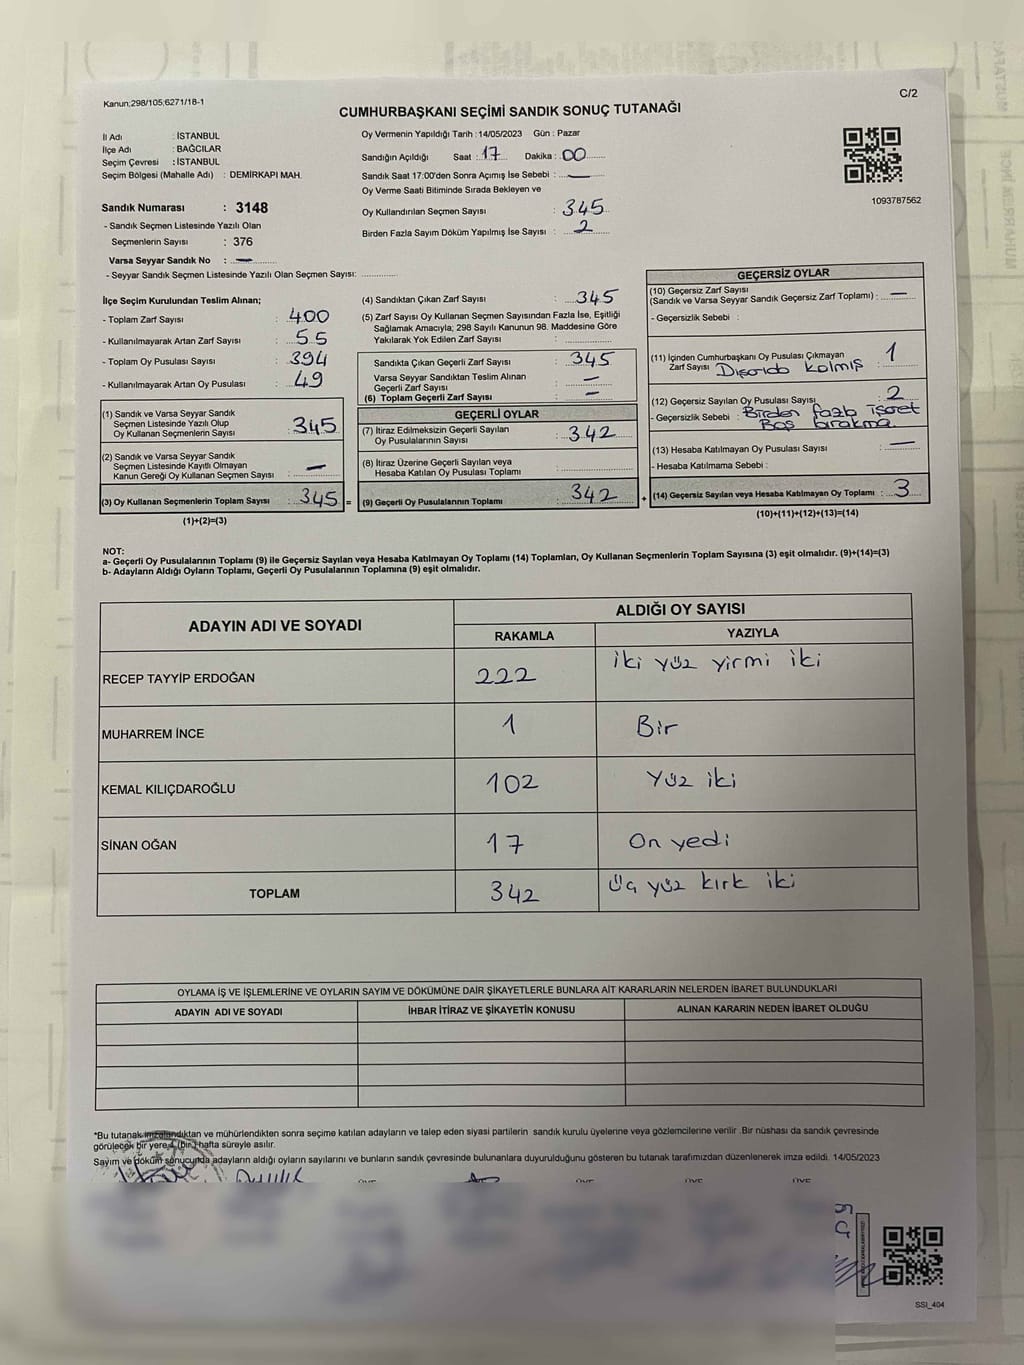 Kanun;298/105;6271/18-1
C/2
CUMHURBAŞKANI SEÇİMİ SANDIK SONUÇ TUTANAĞI
İl Adı : İSTANBUL
İlçe Adı : BAĞCILAR
Seçim Çevresi : İSTANBUL
Seçim Bölgesi (Mahalle Adı) : DEMİRKAPI MAH.
Sandık Numarası : 3148
- Sandık Seçmen Listesinde Yazılı Olan
Seçmenlerin Sayısı : 376
Varsa Seyyar Sandık No : —
- Seyyar Sandık Seçmen Listesinde Yazılı Olan Seçmen Sayısı: ............
Oy Vermenin Yapıldığı Tarih : 14/05/2023 Gün : Pazar
Sandığın Açıldığı Saat : 17 Dakika : 00
Sandık Saat 17:00'den Sonra Açımış İse Sebebi : —
Oy Verme Saati Bitiminde Sırada Bekleyen ve
Oy Kullandırılan Seçmen Sayısı : 345
Birden Fazla Sayım Döküm Yapılmış İse Sayısı : 2
1093787562
İlçe Seçim Kurulundan Teslim Alınan;
- Toplam Zarf Sayısı : 400
- Kullanılmayarak Artan Zarf Sayısı : 55
- Toplam Oy Pusulası Sayısı : 394
- Kullanılmayarak Artan Oy Pusulası : 49
(1) Sandık ve Varsa Seyyar Sandık
Seçmen Listesinde Yazılı Olup
Oy Kullanan Seçmenlerin Sayısı : 345
(2) Sandık ve Varsa Seyyar Sandık
Seçmen Listesinde Kayıtlı Olmayan
Kanun Gereği Oy Kullanan Seçmen Sayısı : —
(3) Oy Kullanan Seçmenlerin Toplam Sayısı : 345 =
(1)+(2)=(3)
(4) Sandıktan Çıkan Zarf Sayısı : 345
(5) Zarf Sayısı Oy Kullanan Seçmen Sayısından Fazla İse, Eşitliği
Sağlamak Amacıyla; 298 Sayılı Kanunun 98. Maddesine Göre
Yakılarak Yok Edilen Zarf Sayısı :
Sandıkta Çıkan Geçerli Zarf Sayısı : 345
Varsa Seyyar Sandıktan Teslim Alınan
Geçerli Zarf Sayısı : —
(6) Toplam Geçerli Zarf Sayısı : —
GEÇERLİ OYLAR
(7) İtiraz Edilmeksizin Geçerli Sayılan
Oy Pusulalarının Sayısı : 342
(8) İtiraz Üzerine Geçerli Sayılan veya
Hesaba Katılan Oy Pusulası Toplamı :
(9) Geçerli Oy Pusulalarının Toplamı : 342 +
GEÇERSİZ OYLAR
(10) Geçersiz Zarf Sayısı
(Sandık ve Varsa Seyyar Sandık Geçersiz Zarf Toplamı) : —
- Geçersizlik Sebebi :
(11) İçinden Cumhurbaşkanı Oy Pusulası Çıkmayan
Zarf Sayısı Dışarıda kalmış 1
(12) Geçersiz Sayılan Oy Pusulası Sayısı : 2
- Geçersizlik Sebebi : Birden fazla işaret
Boş bırakma.
(13) Hesaba Katılmayan Oy Pusulası Sayısı : —
- Hesaba Katılmama Sebebi :
(14) Geçersiz Sayılan veya Hesaba Katılmayan Oy Toplamı : 3
(10)+(11)+(12)+(13)=(14)
NOT:
a- Geçerli Oy Pusulalarının Toplamı (9) ile Geçersiz Sayılan veya Hesaba Katılmayan Oy Toplamı (14) Toplamları, Oy Kullanan Seçmenlerin Toplam Sayısına (3) eşit olmalıdır. (9)+(14)=(3)
b- Adayların Aldığı Oyların Toplamı, Geçerli Oy Pusulalarının Toplamına (9) eşit olmalıdır.
ADAYIN ADI VE SOYADI
ALDIĞI OY SAYISI
RAKAMLA YAZIYLA
RECEP TAYYİP ERDOĞAN 222 iki yüz yirmi iki
MUHARREM İNCE 1 Bir
KEMAL KILIÇDAROĞLU 102 Yüz iki
SİNAN OĞAN 17 On yedi
TOPLAM 342 Üç yüz kırk iki
OYLAMA İŞ VE İŞLEMLERİNE VE OYLARIN SAYIM VE DÖKÜMÜNE DAİR ŞİKAYETLERLE BUNLARA AİT KARARLARIN NELERDEN İBARET BULUNDUKLARI
ADAYIN ADI VE SOYADI İHBAR İTİRAZ VE ŞİKAYETİN KONUSU ALINAN KARARIN NEDEN İBARET OLDUĞU
*Bu tutanak imzalandıktan ve mühürlendikten sonra seçime katılan adayların ve talep eden siyasi partilerin sandık kurulu üyelerine veya gözlemcilerine verilir .Bir nüshası da sandık çevresinde
görülecek bir yere 1 (bir) hafta süreyle asılır.
Sayım ve döküm sonucunda adayların aldığı oyların sayılarını ve bunların sandık çevresinde bulunanlara duyurulduğunu gösteren bu tutanak tarafımızdan düzenlenerek imza edildi. 14/05/2023
SSI_404